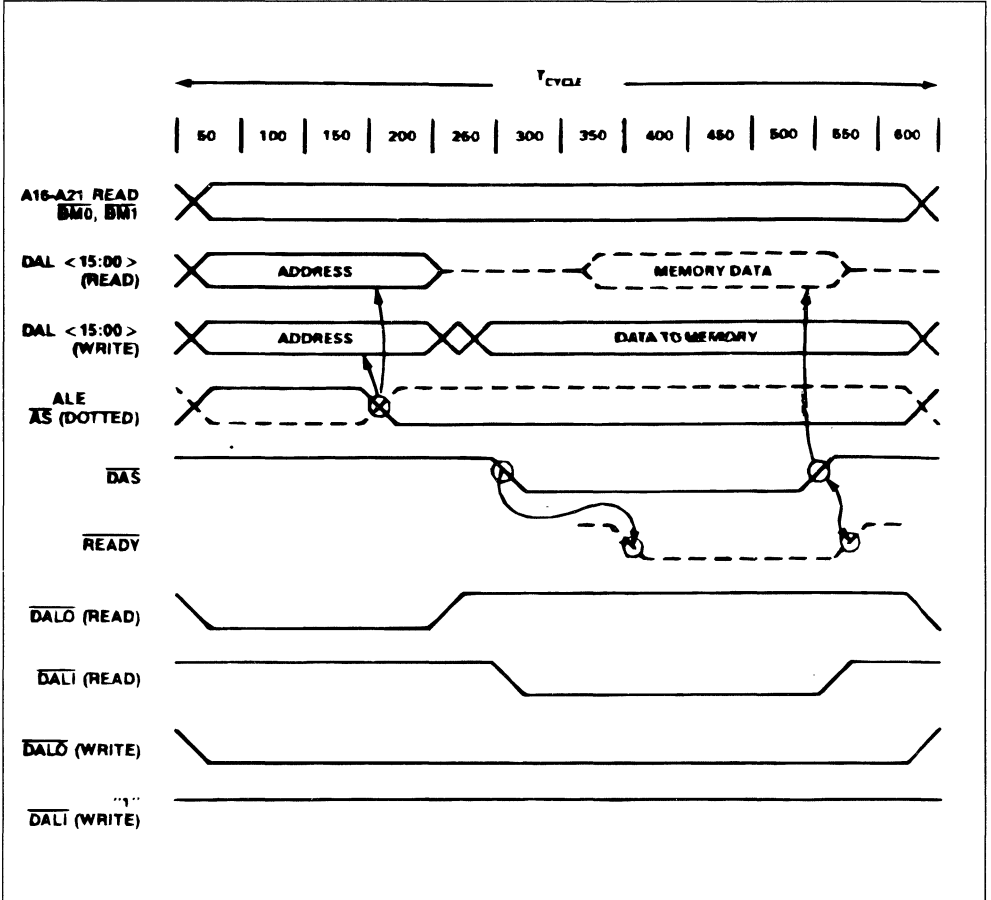 TCYCLE
50 100 150 200 250 300 350 400 450 500 550 600
A16-A21 READ
BM0, BM1
DAL <15:00>
(READ)
ADDRESS
MEMORY DATA
DAL <15:00>
(WRITE)
ADDRESS
DATA TO MEMORY
ALE
AS (DOTTED)
DAS
READY
DALO (READ)
DALI (READ)
DALO (WRITE)
"1"
DALI (WRITE)